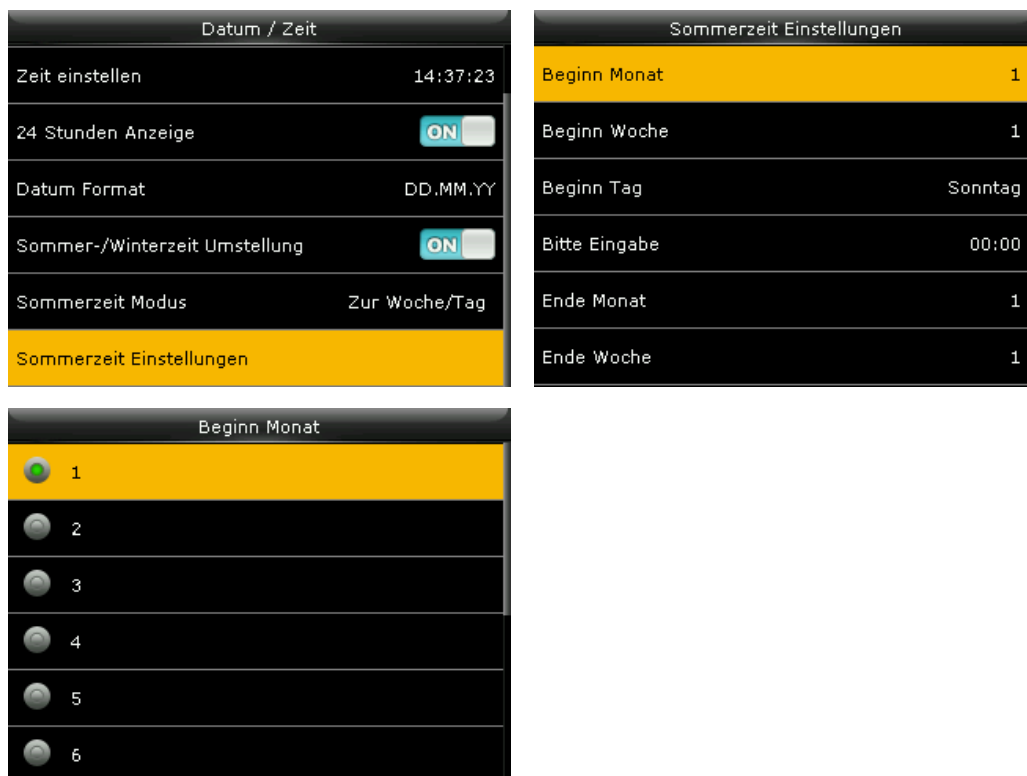 Datum / Zeit
Zeit einstellen 14:37:23
24 Stunden Anzeige ON
Datum Format DD.MM.YY
Sommer-/Winterzeit Umstellung ON
Sommerzeit Modus Zur Woche/Tag
Sommerzeit Einstellungen
Sommerzeit Einstellungen
Beginn Monat 1
Beginn Woche 1
Beginn Tag Sonntag
Bitte Eingabe 00:00
Ende Monat 1
Ende Woche 1
Beginn Monat
1
2
3
4
5
6